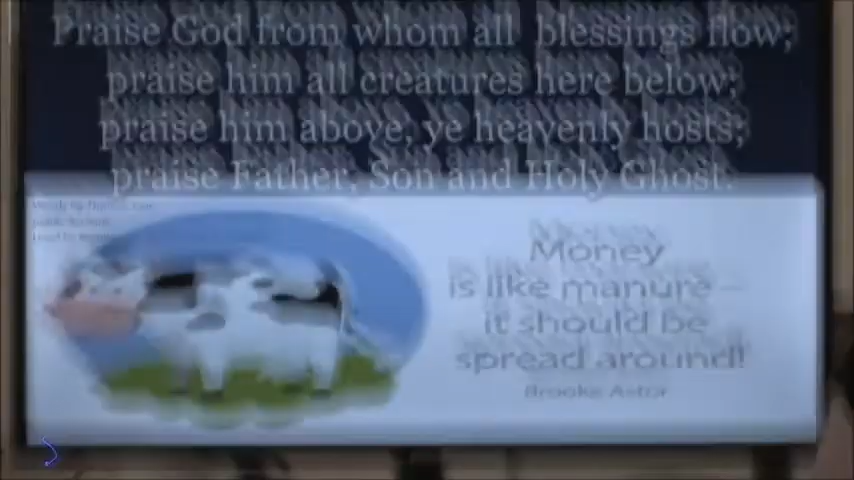 Praise God from whom all blessings flow;
praise him all creatures here below;
praise him above, ye heavenly hosts;
praise Father, Son and Holy Ghost.
Money
is like manure –
it should be
spread around!
Brooke Astor